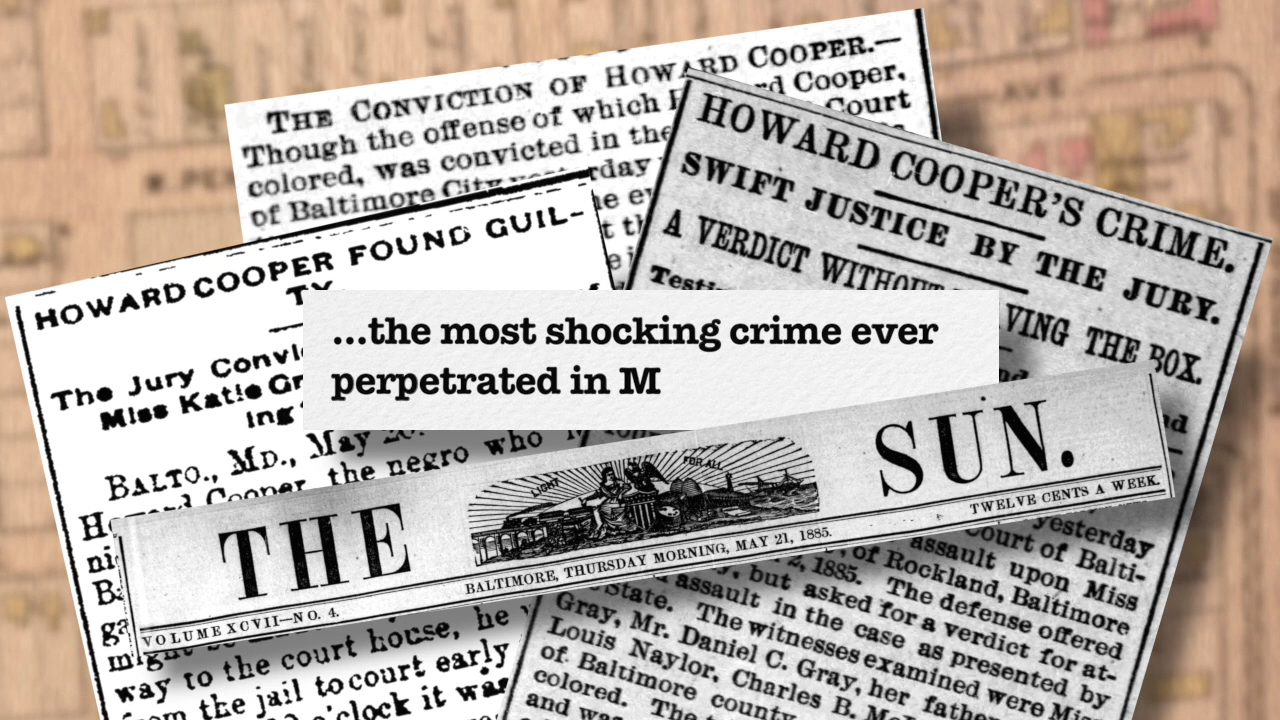 THE CONVICTION OF HOWARD COOPER.—
Though the offense of which Cooper,
colored, was convicted in the Court
of Baltimore City yesterday
HOWARD COOPER'S CRIME.
SWIFT JUSTICE BY THE JURY.
A VERDICT WITHOUT VING THE BOX.
HOWARD COOPER FOUND GUIL-
TY.
The Jury
Miss Katie
ing
BALTO., MD., May
the negro who
Cooper
…the most shocking crime ever
perpetrated in M
THE SUN.
LIGHT FOR ALL
VOLUME XCVII—NO. 4.
BALTIMORE, THURSDAY MORNING, MAY 21, 1885.
TWELVE CENTS A WEEK.
way to the court house, he
from the jail to court early
o'clock it was
yesterday
Court of Balti-
assault upon Miss
1885. of Rockland, Baltimore
State. The defense offered
but asked for a verdict for at-
assault in the case as presented by
The witnesses examined were Miss
Gray, Mr. Daniel C. Gray, her father
Louis Naylor, Charles B.
of Baltimore county
colored. The
and was
AVE